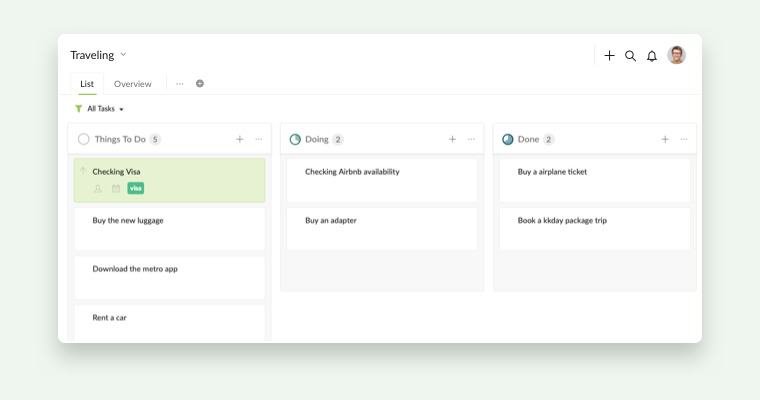 Traveling
List Overview
All Tasks
Things To Do 5
Checking Visa
visa
Buy the new luggage
Download the metro app
Rent a car
Doing 2
Checking Airbnb availability
Buy an adapter
Done 2
Buy a airplane ticket
Book a kkday package trip